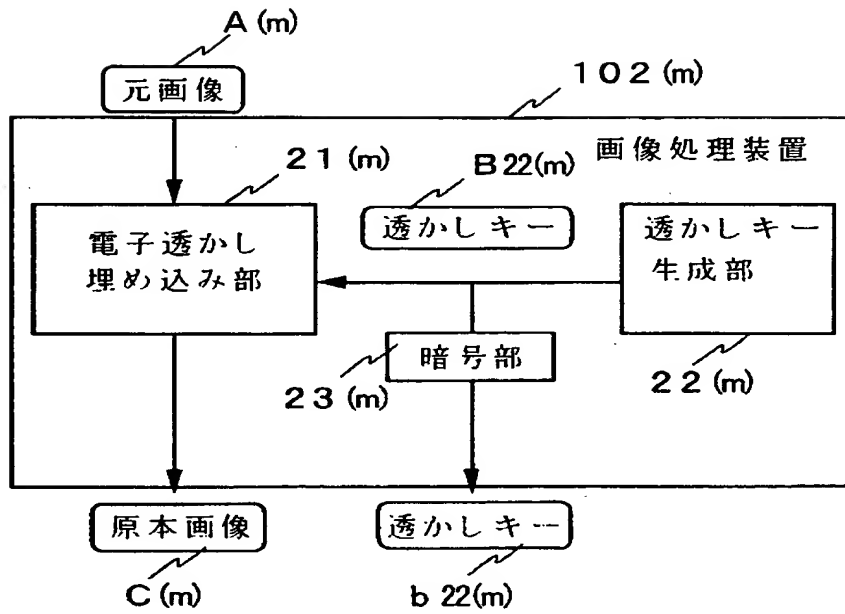 A(m)
元画像
102(m)
画像処理装置
21(m)
B22(m)
電子透かし
埋め込み部
透かしキー
透かしキー
生成部
暗号部
23(m)
22(m)
原本画像
透かしキー
C(m)
b22(m)